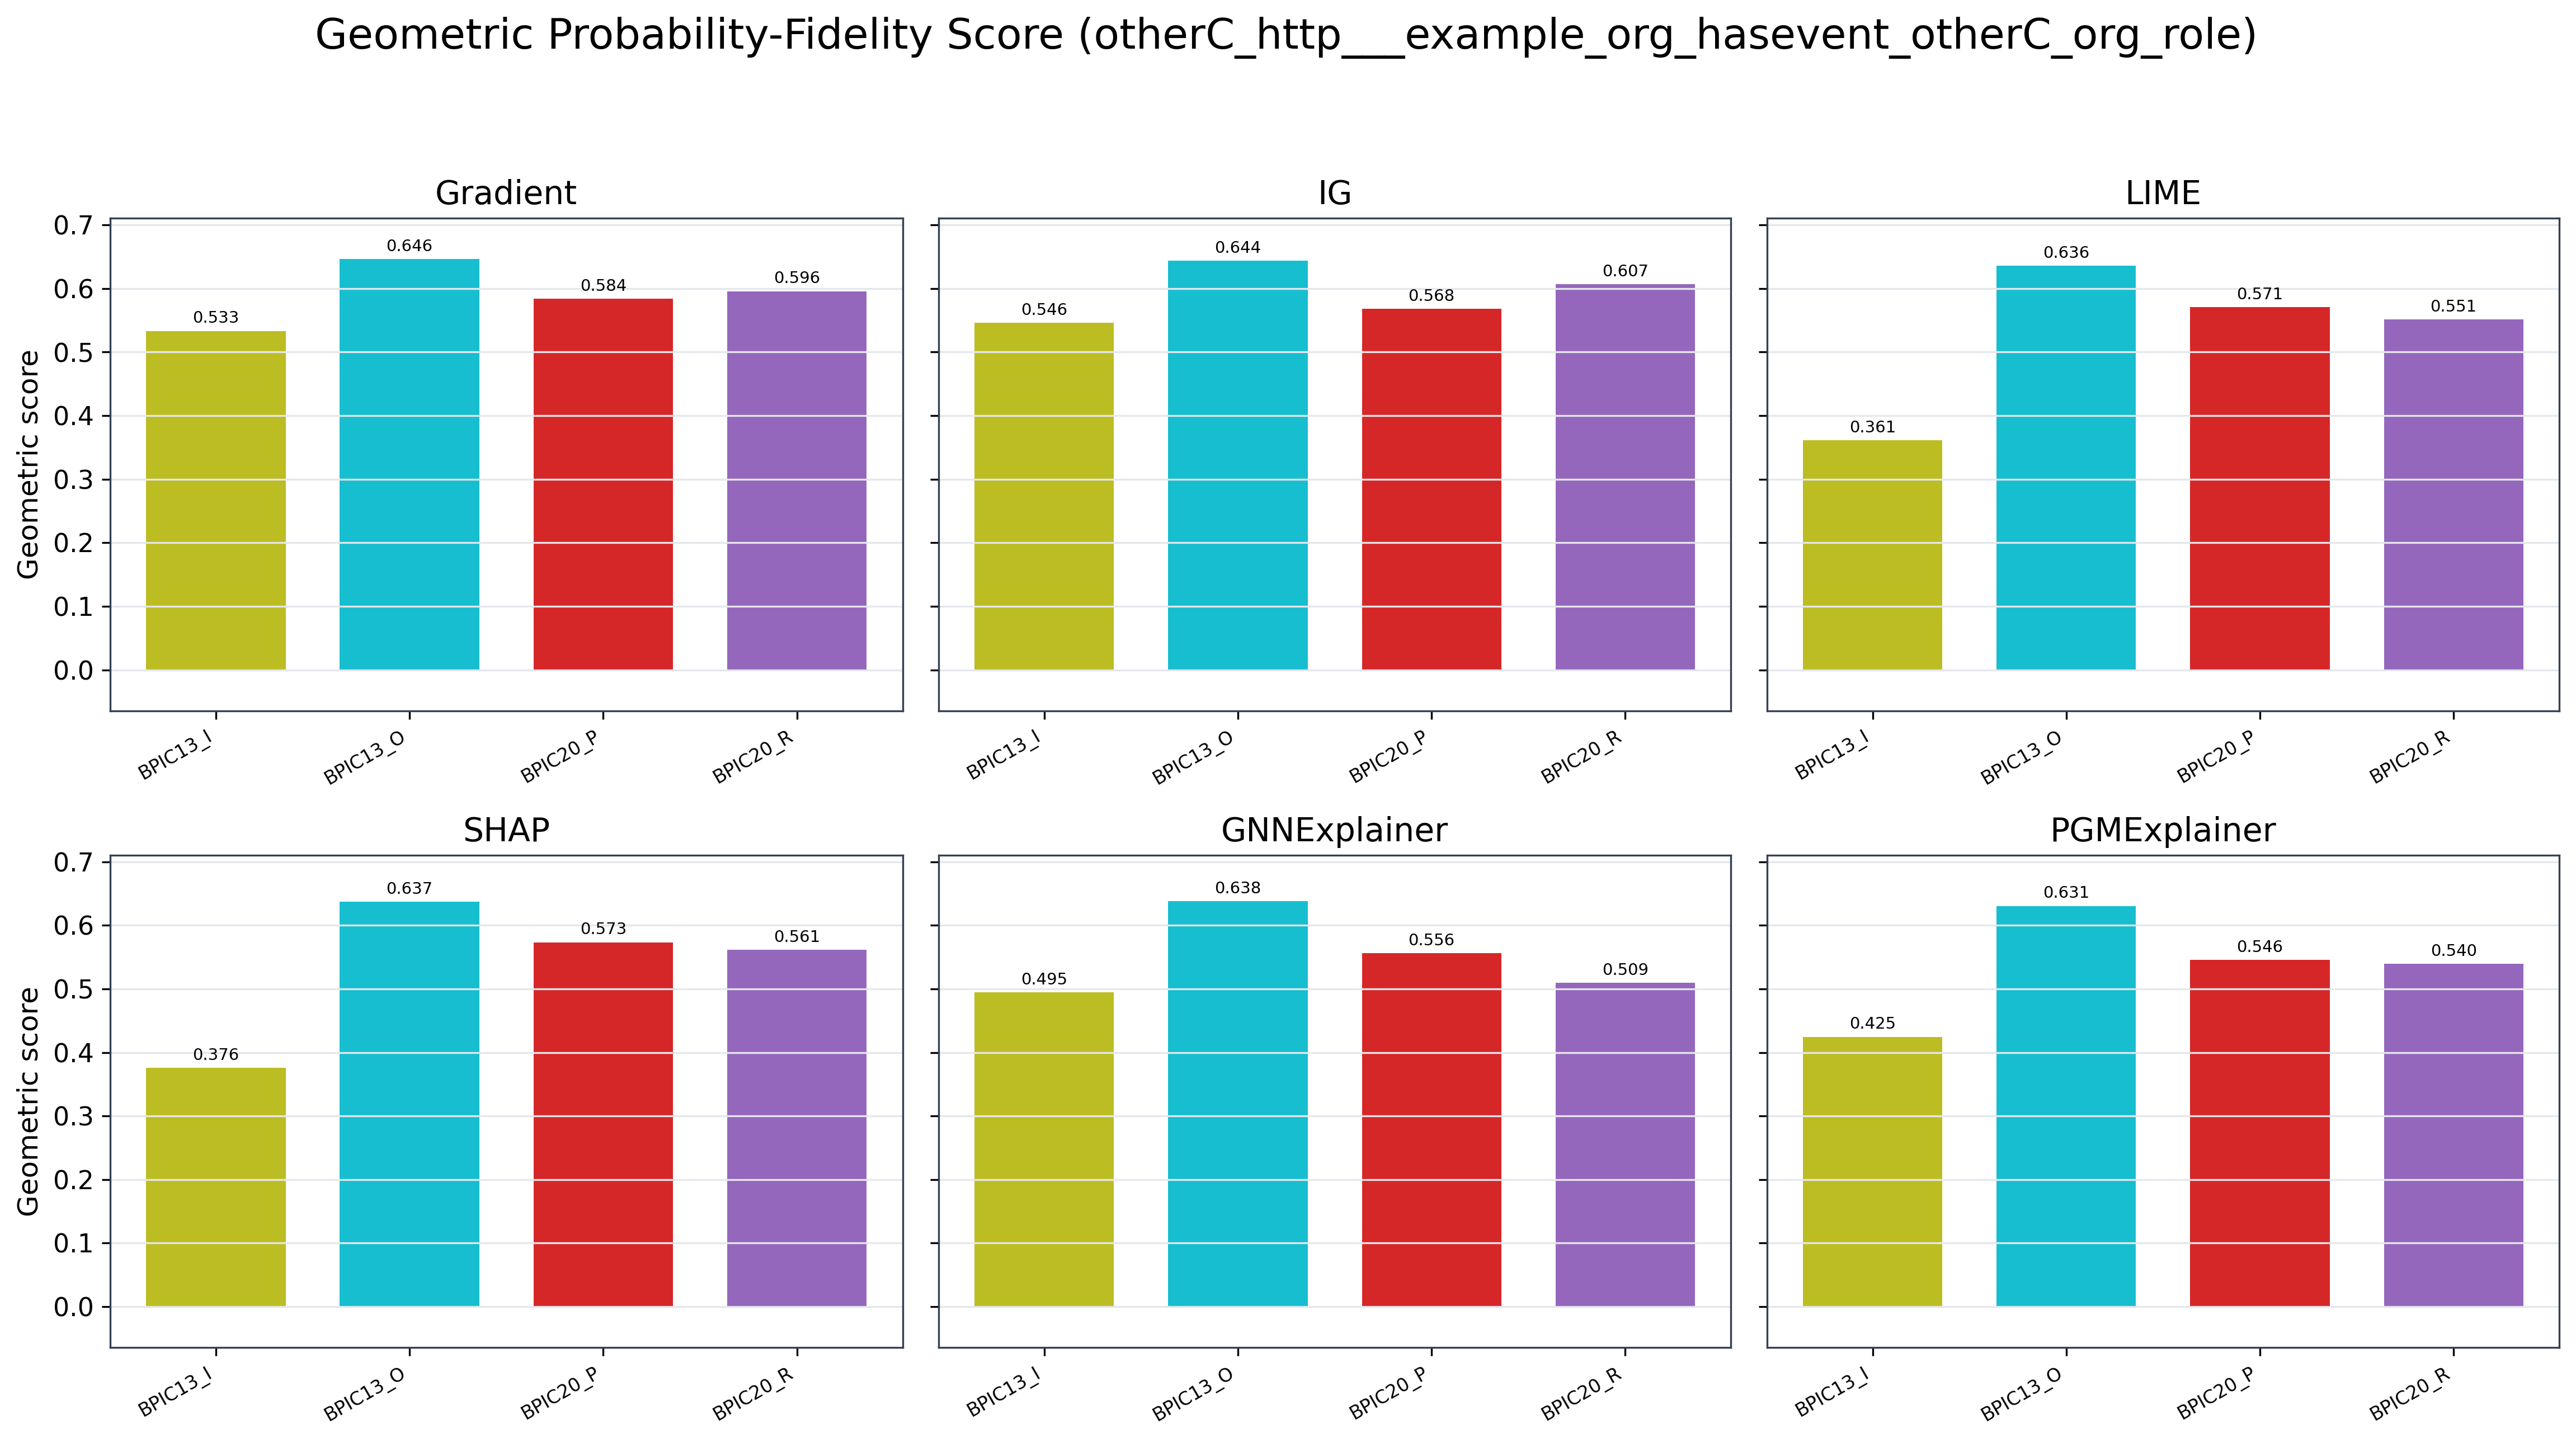 Geometric Probability-Fidelity Score (otherC_http___example_org_hasevent_otherC_org_role)
Gradient
IG
LIME
Geometric score
0.7
0.6
0.5
0.4
0.3
0.2
0.1
0.0
0.533
0.646
0.584
0.596
0.546
0.644
0.568
0.607
0.361
0.636
0.571
0.551
BPIC13_I
BPIC13_O
BPIC20_P
BPIC20_R
BPIC13_I
BPIC13_O
BPIC20_P
BPIC20_R
BPIC13_I
BPIC13_O
BPIC20_P
BPIC20_R
SHAP
GNNExplainer
PGMExplainer
Geometric score
0.7
0.6
0.5
0.4
0.3
0.2
0.1
0.0
0.376
0.637
0.573
0.561
0.495
0.638
0.556
0.509
0.425
0.631
0.546
0.540
BPIC13_I
BPIC13_O
BPIC20_P
BPIC20_R
BPIC13_I
BPIC13_O
BPIC20_P
BPIC20_R
BPIC13_I
BPIC13_O
BPIC20_P
BPIC20_R